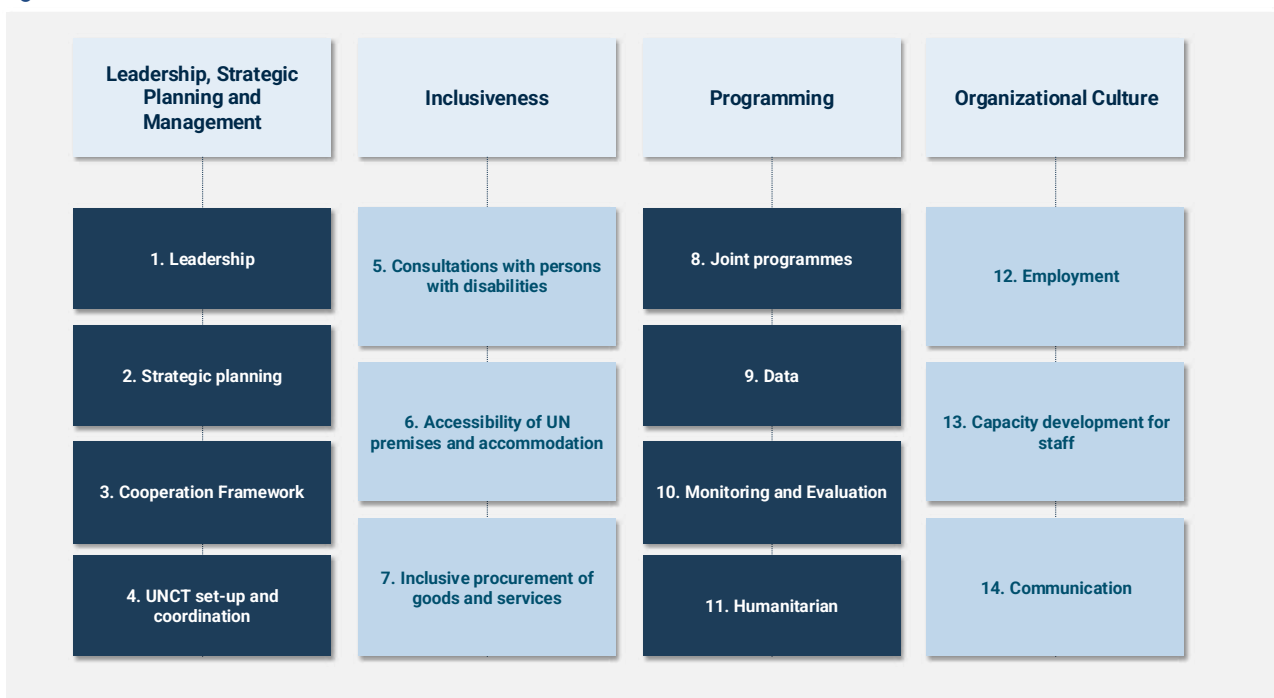 Leadership, Strategic
Planning and
Management
Inclusiveness
Programming
Organizational Culture
1. Leadership
2. Strategic planning
3. Cooperation Framework
4. UNCT set-up and
coordination
5. Consultations with persons
with disabilities
6. Accessibility of UN
premises and accommodation
7. Inclusive procurement of
goods and services
8. Joint programmes
9. Data
10. Monitoring and Evaluation
11. Humanitarian
12. Employment
13. Capacity development for
staff
14. Communication